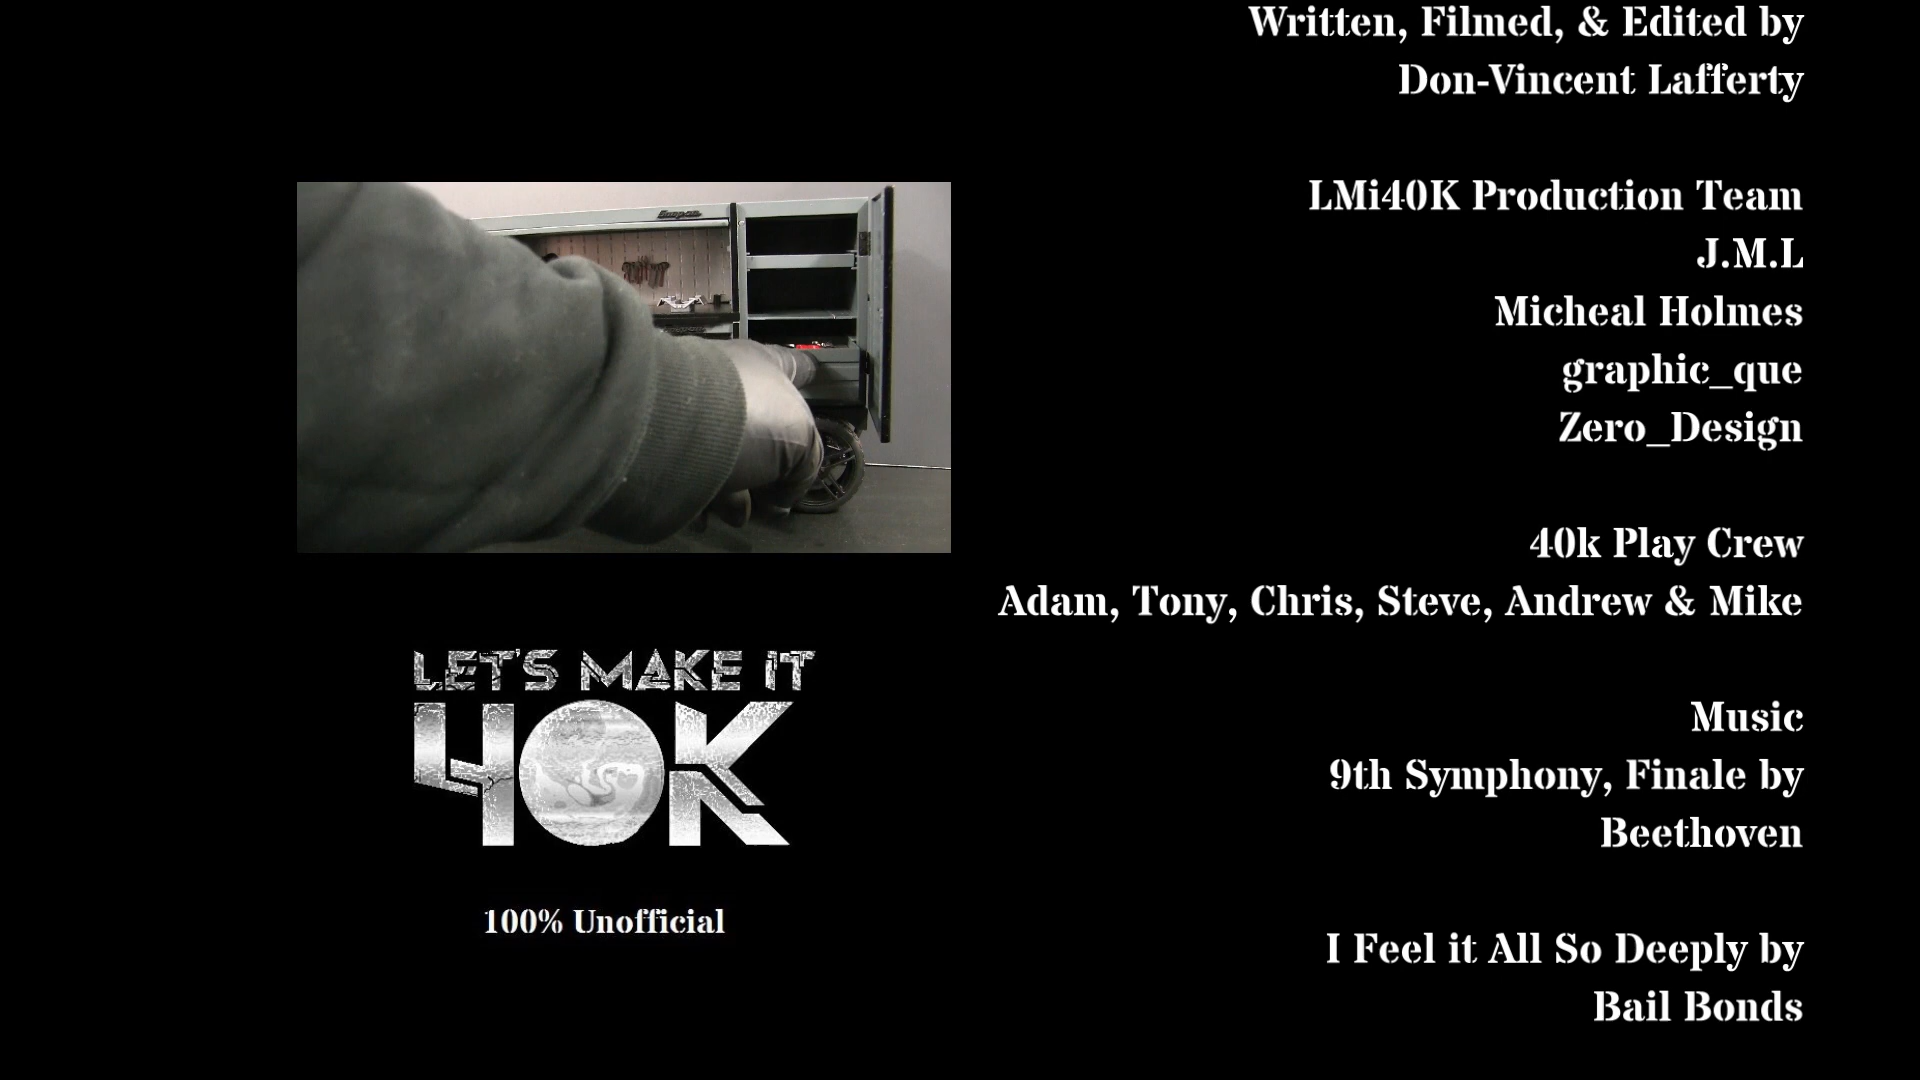 Written, Filmed, & Edited by
Don-Vincent Lafferty
LMi40K Production Team
J.M.L
Micheal Holmes
graphic_que
Zero_Design
40k Play Crew
Adam, Tony, Chris, Steve, Andrew & Mike
Music
9th Symphony, Finale by
Beethoven
I Feel it All So Deeply by
Bail Bonds
Snap-on
LET'S MAKE IT
40K
100% Unofficial